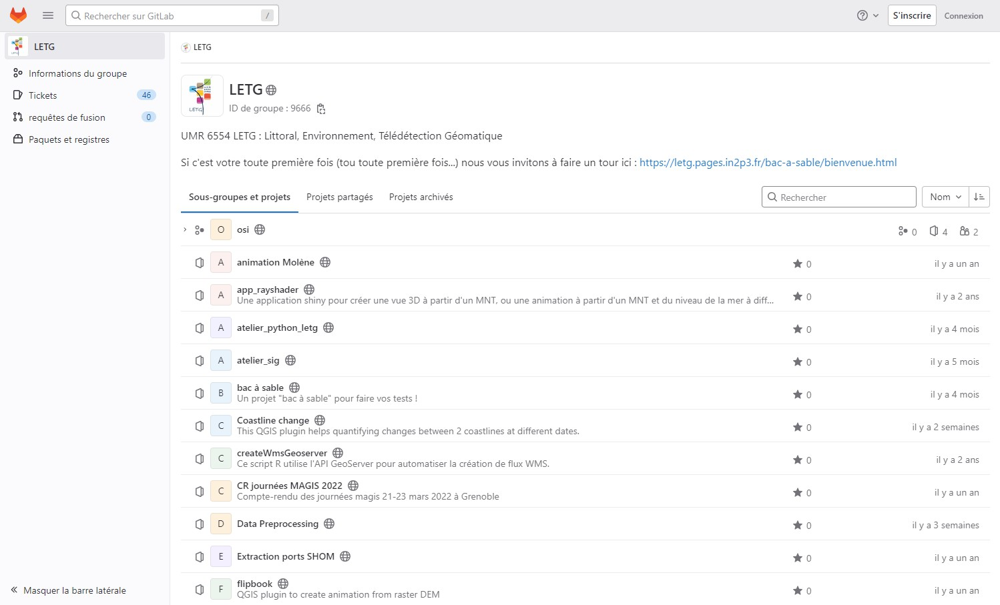 Rechercher sur GitLab
/
S'inscrire
Connexion
LETG
LETG
Informations du groupe
Tickets
46
requêtes de fusion
0
Paquets et registres
LETG
LETG
LETG
ID de groupe : 9666
UMR 6554 LETG : Littoral, Environnement, Télédétection Géomatique
Si c'est votre toute première fois (tou toute première fois...) nous vous invitons à faire un tour ici : https://letg.pages.in2p3.fr/bac-a-sable/bienvenue.html
Sous-groupes et projets
Projets partagés
Projets archivés
Rechercher
Nom
O
osi
0
4
2
A
animation Molène
0
il y a un an
A
app_rayshader
Une application shiny pour créer une vue 3D à partir d'un MNT, ou une animation à partir d'un MNT et du niveau de la mer à diff...
0
il y a 2 ans
A
atelier_python_letg
0
il y a 4 mois
A
atelier_sig
0
il y a 5 mois
B
bac à sable
Un projet "bac à sable" pour faire vos tests !
0
il y a 4 mois
C
Coastline change
This QGIS plugin helps quantifying changes between 2 coastlines at different dates.
0
il y a 2 semaines
C
createWmsGeoserver
Ce script R utilise l'API GeoServer pour automatiser la création de flux WMS.
0
il y a 2 ans
C
CR journées MAGIS 2022
Compte-rendu des journées magis 21-23 mars 2022 à Grenoble
0
il y a un an
D
Data Preprocessing
0
il y a 3 semaines
E
Extraction ports SHOM
0
il y a un an
F
flipbook
QGIS plugin to create animation from raster DEM
0
il y a un an
Masquer la barre latérale